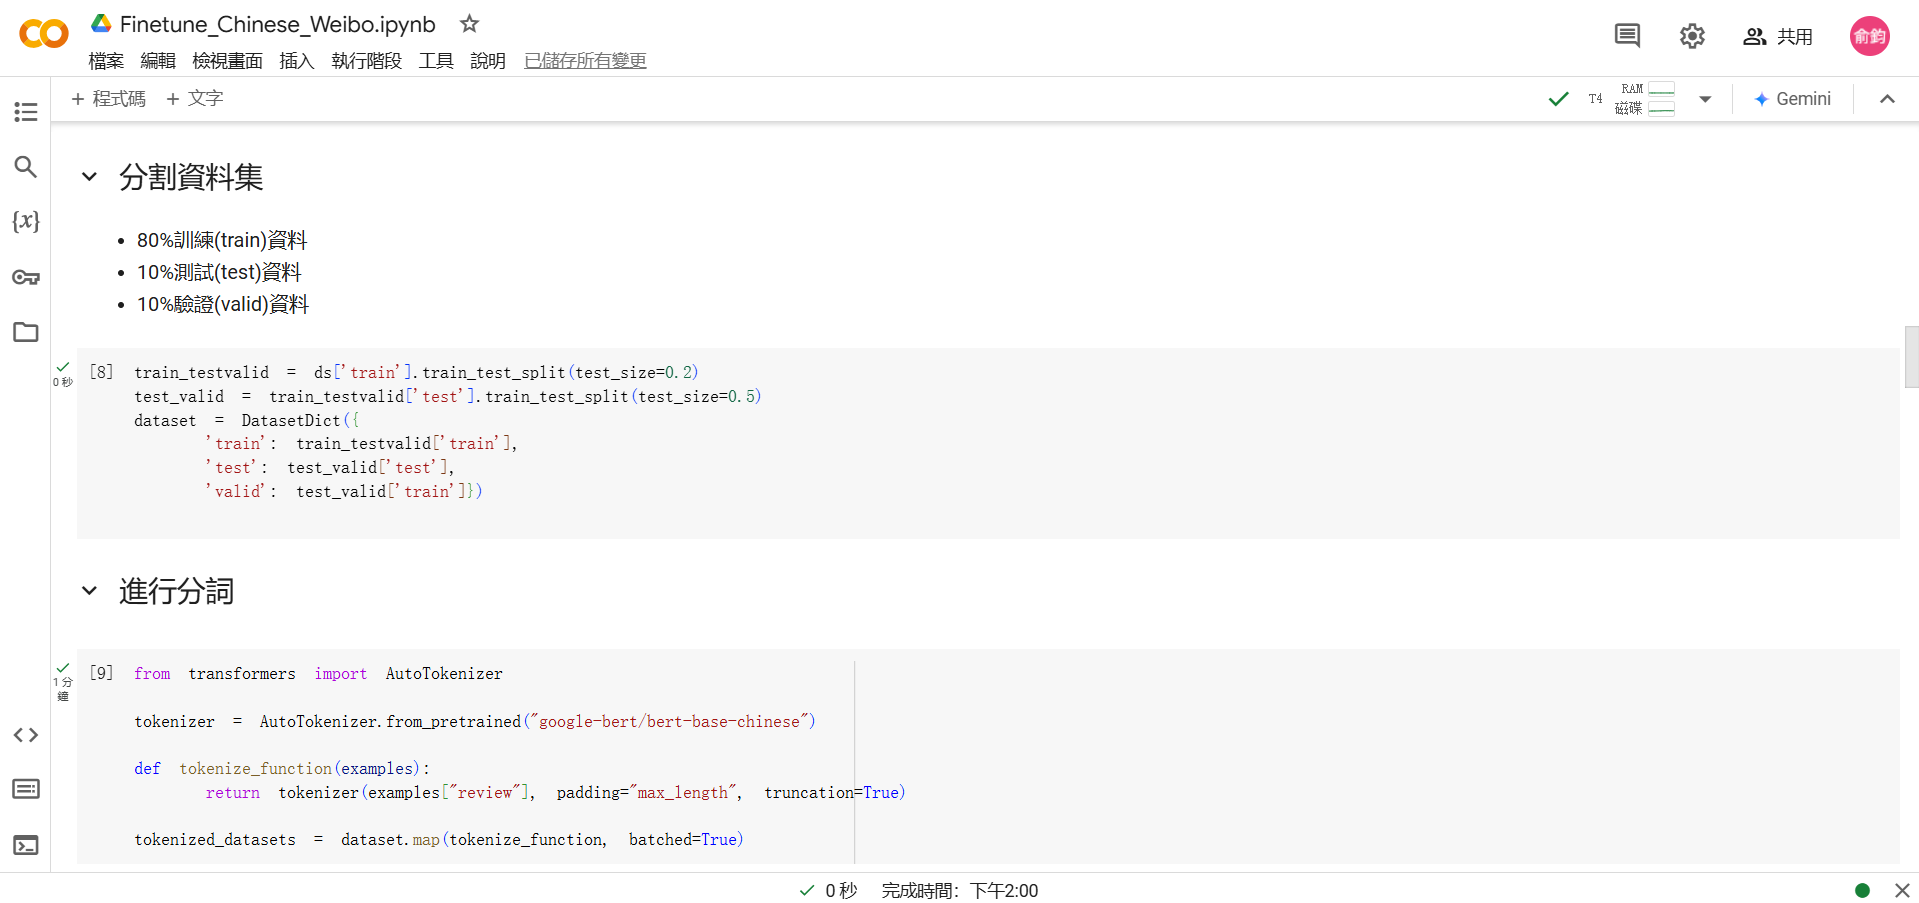 Finetune_Chinese_Weibo.ipynb
檔案 編輯 檢視畫面 插入 執行階段 工具 說明 已儲存所有變更
共用
俞鈞
+ 程式碼 + 文字
T4
RAM
磁碟
Gemini
分割資料集
• 80%訓練(train)資料
• 10%測試(test)資料
• 10%驗證(valid)資料
0 秒
[8] train_testvalid = ds['train'].train_test_split(test_size=0.2)
test_valid = train_testvalid['test'].train_test_split(test_size=0.5)
dataset = DatasetDict({
'train': train_testvalid['train'],
'test': test_valid['test'],
'valid': test_valid['train']})
進行分詞
1 分
鐘
[9] from transformers import AutoTokenizer
tokenizer = AutoTokenizer.from_pretrained("google-bert/bert-base-chinese")
def tokenize_function(examples):
return tokenizer(examples["review"], padding="max_length", truncation=True)
tokenized_datasets = dataset.map(tokenize_function, batched=True)
0 秒 完成時間：下午2:00